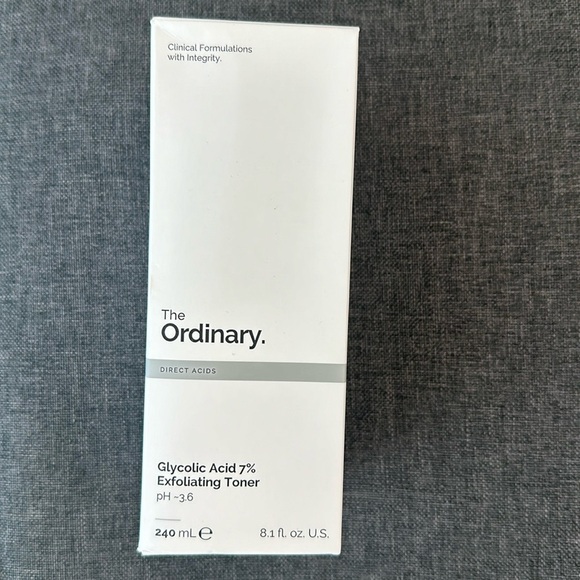 Clinical Formulations
with Integrity.
The
Ordinary.
DIRECT ACIDS
Glycolic Acid 7%
Exfoliating Toner
pH ~3.6
240 mL ℮ 8.1 fl. oz. U.S.